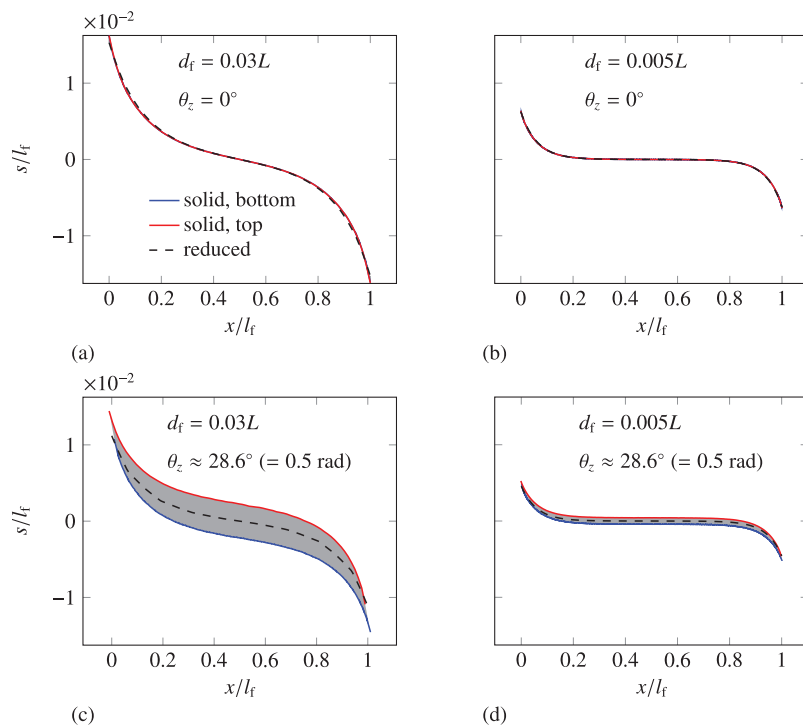 ×10⁻²
d_f = 0.03L
θ_z = 0°
s/l_f
1
0
−1
solid, bottom
solid, top
reduced
0 0.2 0.4 0.6 0.8 1
x/l_f
(a)
d_f = 0.005L
θ_z = 0°
0 0.2 0.4 0.6 0.8 1
x/l_f
(b)
×10⁻²
d_f = 0.03L
θ_z ≈ 28.6° (= 0.5 rad)
s/l_f
1
0
−1
0 0.2 0.4 0.6 0.8 1
x/l_f
(c)
d_f = 0.005L
θ_z ≈ 28.6° (= 0.5 rad)
0 0.2 0.4 0.6 0.8 1
x/l_f
(d)